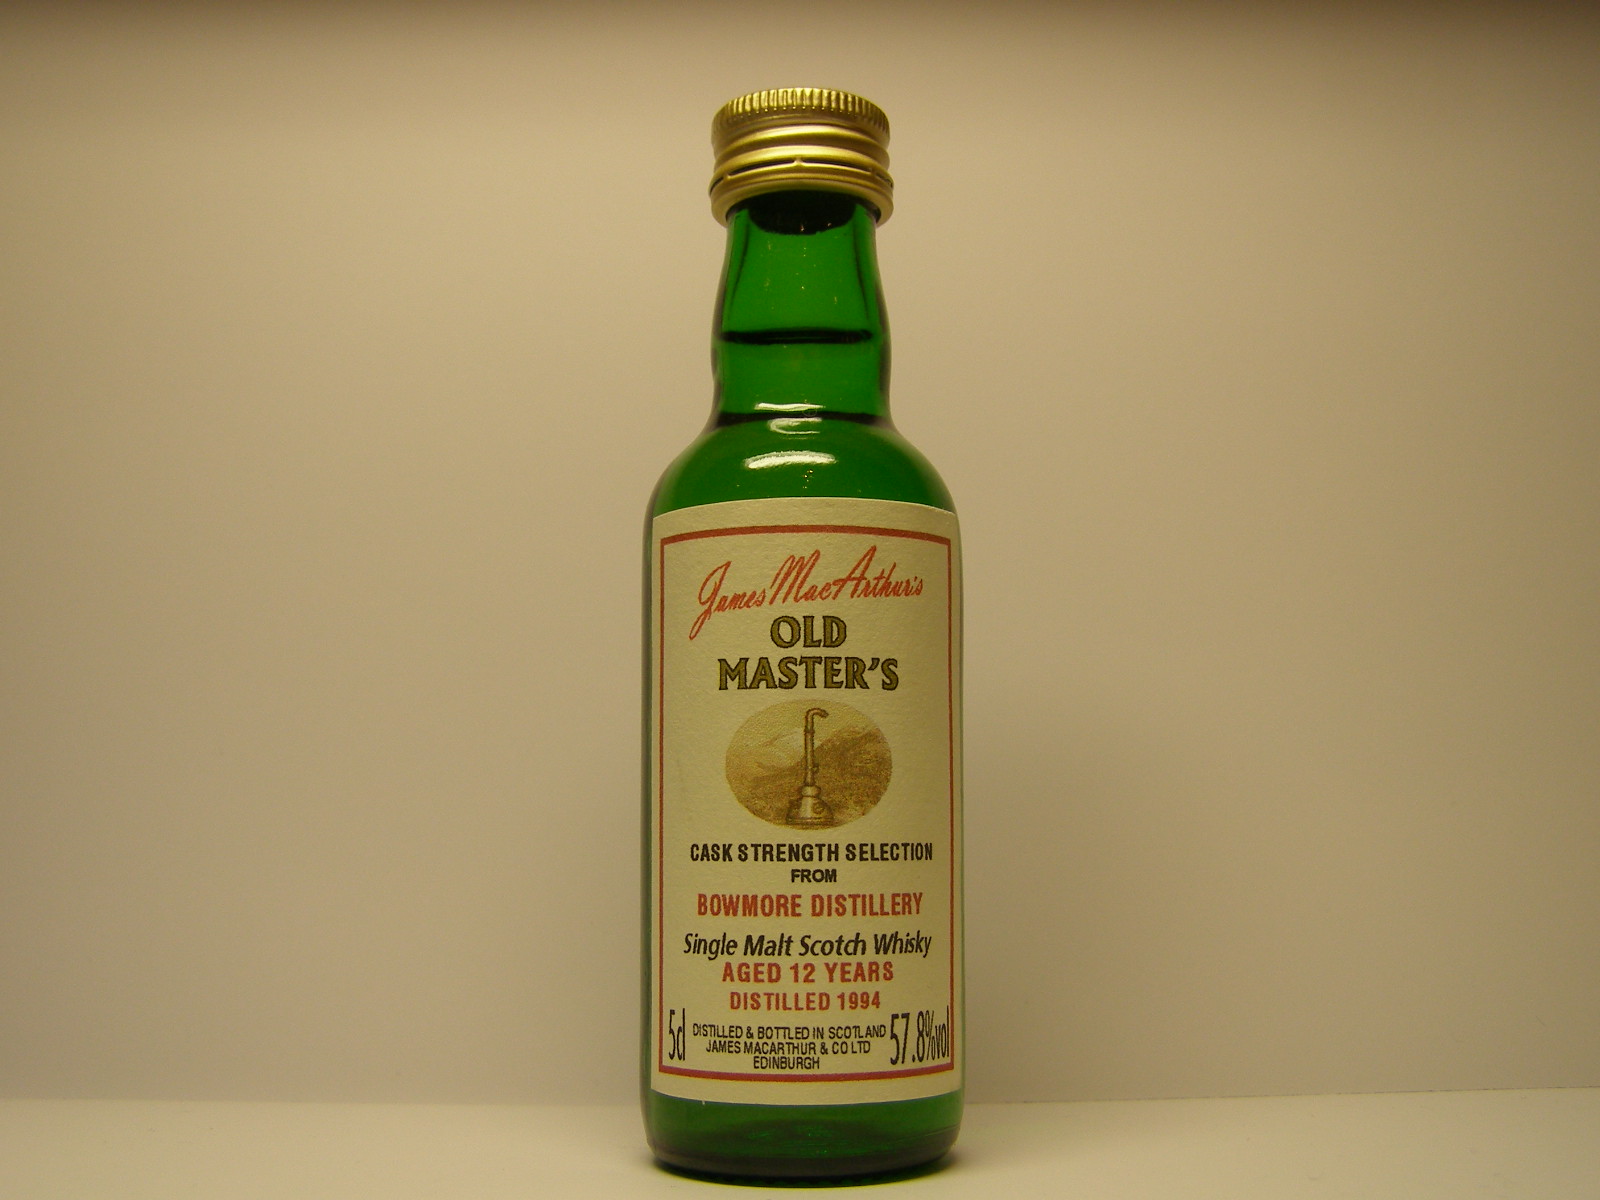 James MacArthur's
OLD
MASTER'S
CASK STRENGTH SELECTION
FROM
BOWMORE DISTILLERY
Single Malt Scotch Whisky
AGED 12 YEARS
DISTILLED 1994
5cl
DISTILLED & BOTTLED IN SCOTLAND
JAMES MACARTHUR & CO LTD
EDINBURGH
57.8%vol